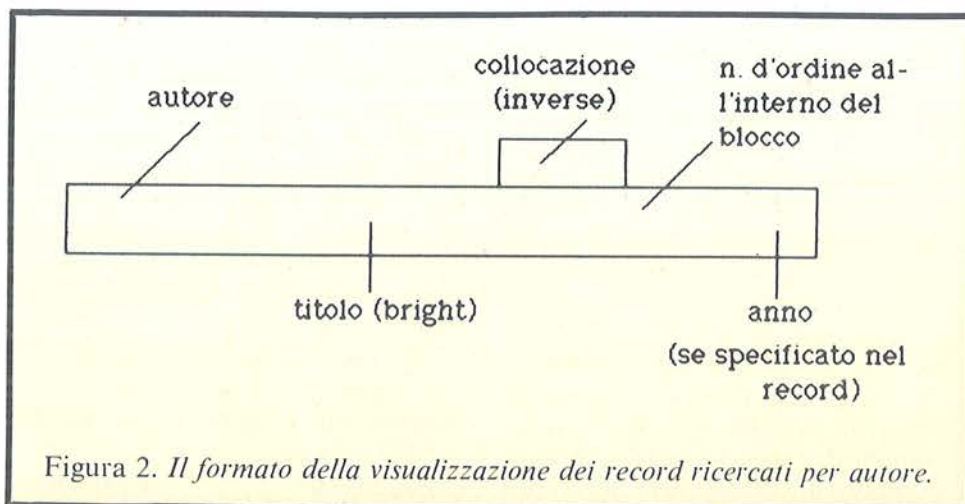 autore
collocazione
(inverse)
n. d'ordine al-
l'interno del
blocco
titolo (bright)
anno
(se specificato nel
record)
Figura 2. Il formato della visualizzazione dei record ricercati per autore.